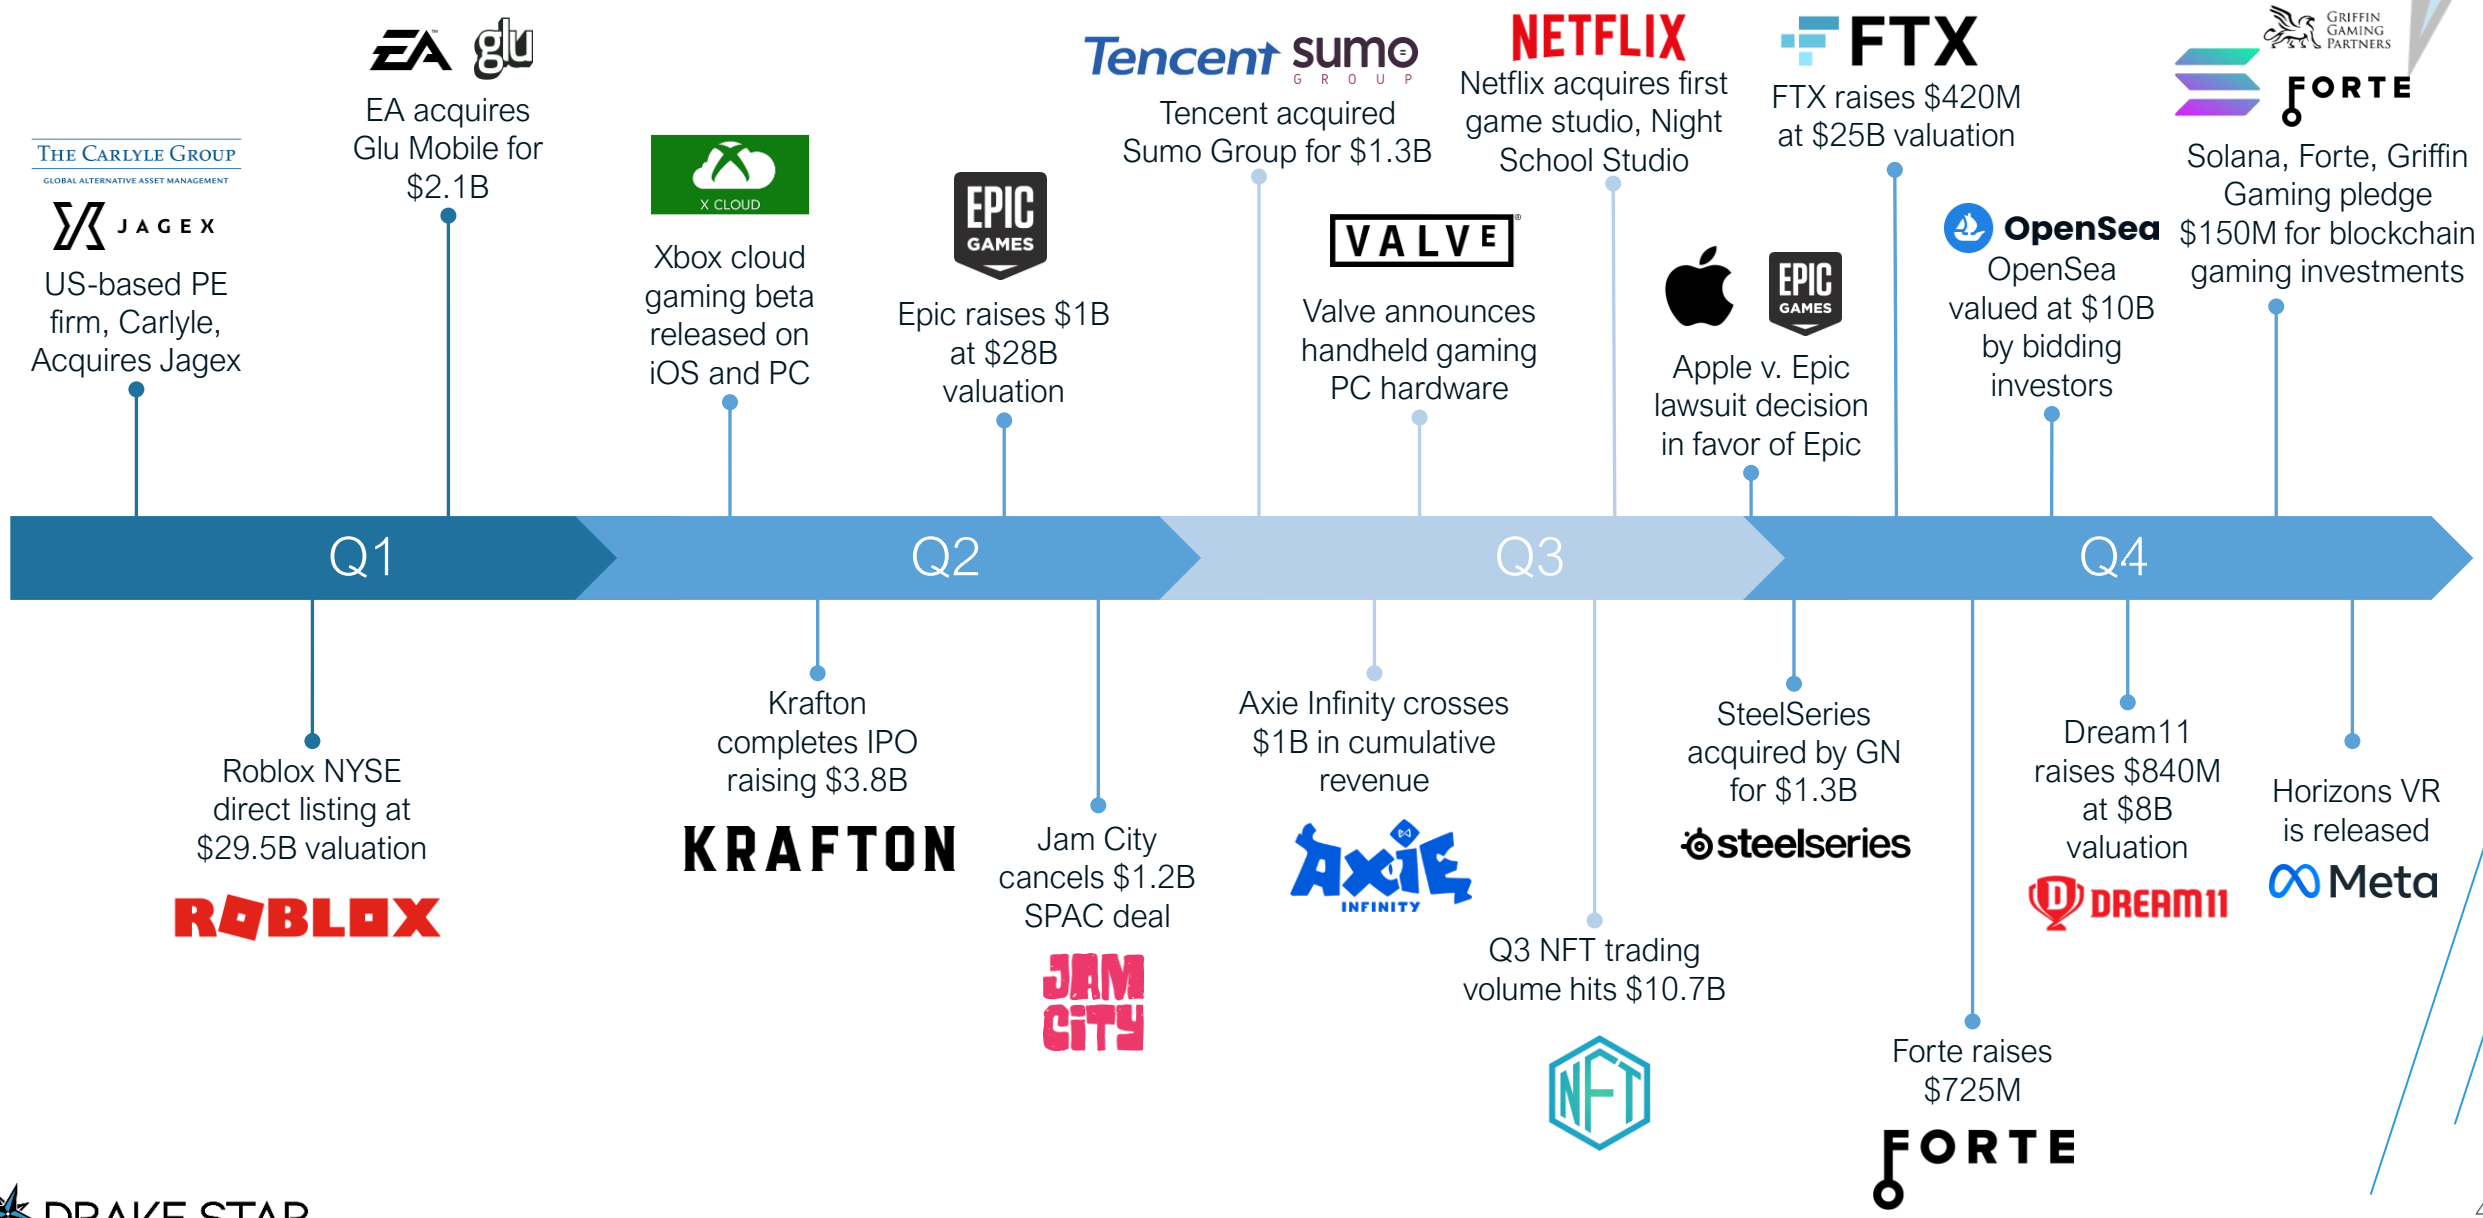 THE CARLYLE GROUP
GLOBAL ALTERNATIVE ASSET MANAGEMENT
JAGEX
US-based PE
firm, Carlyle,
Acquires Jagex
EA glu
EA acquires
Glu Mobile for
$2.1B
X CLOUD
Xbox cloud
gaming beta
released on
iOS and PC
EPIC
GAMES
Epic raises $1B
at $28B
valuation
Tencent sumo
GROUP
Tencent acquired
Sumo Group for $1.3B
VALVE®
Valve announces
handheld gaming
PC hardware
NETFLIX
Netflix acquires first
game studio, Night
School Studio
EPIC
GAMES
Apple v. Epic
lawsuit decision
in favor of Epic
FTX
FTX raises $420M
at $25B valuation
OpenSea
OpenSea
valued at $10B
by bidding
investors
GRIFFIN
GAMING
PARTNERS
FORTE
Solana, Forte, Griffin
Gaming pledge
$150M for blockchain
gaming investments
Q1
Q2
Q3
Q4
Roblox NYSE
direct listing at
$29.5B valuation
ROBLOX
Krafton
completes IPO
raising $3.8B
KRAFTON
Jam City
cancels $1.2B
SPAC deal
JAM
CITY
Axie Infinity crosses
$1B in cumulative
revenue
AXIE
INFINITY
Q3 NFT trading
volume hits $10.7B
NFT
SteelSeries
acquired by GN
for $1.3B
steelseries
Forte raises
$725M
FORTE
Dream11
raises $840M
at $8B
valuation
DREAM11
Horizons VR
is released
Meta
DRAKE STAR